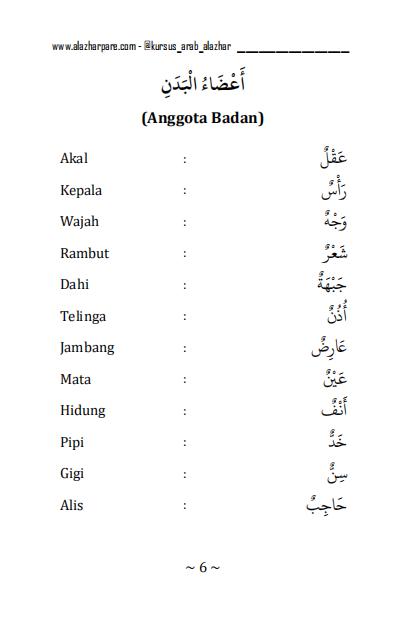 www.alazharpare.com - @kursus_arab_alazhar
أَعْضَاءُ الْبَدَنِ
(Anggota Badan)
Akal : عَقْلٌ
Kepala : رَأْسٌ
Wajah : وَجْهٌ
Rambut : شَعْرٌ
Dahi : جَبْهَةٌ
Telinga : أُذُنٌ
Jambang : عَارِضٌ
Mata : عَيْنٌ
Hidung : أَنْفٌ
Pipi : خَدٌّ
Gigi : سِنٌّ
Alis : حَاجِبٌ
~ 6 ~